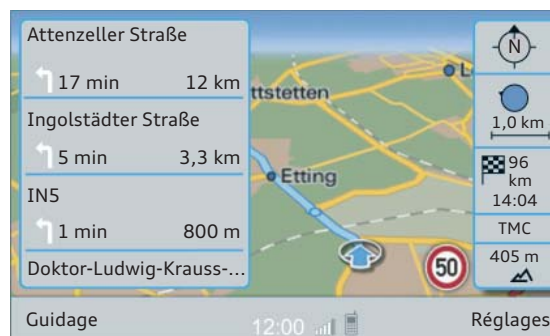 Attenzeller Straße
17 min 12 km
Ingolstädter Straße
5 min 3,3 km
IN5
1 min 800 m
Doktor-Ludwig-Krauss-...
ttstetten
L
Etting
50
N
1,0 km
96
km
14:04
TMC
405 m
Guidage 12:00 Réglages